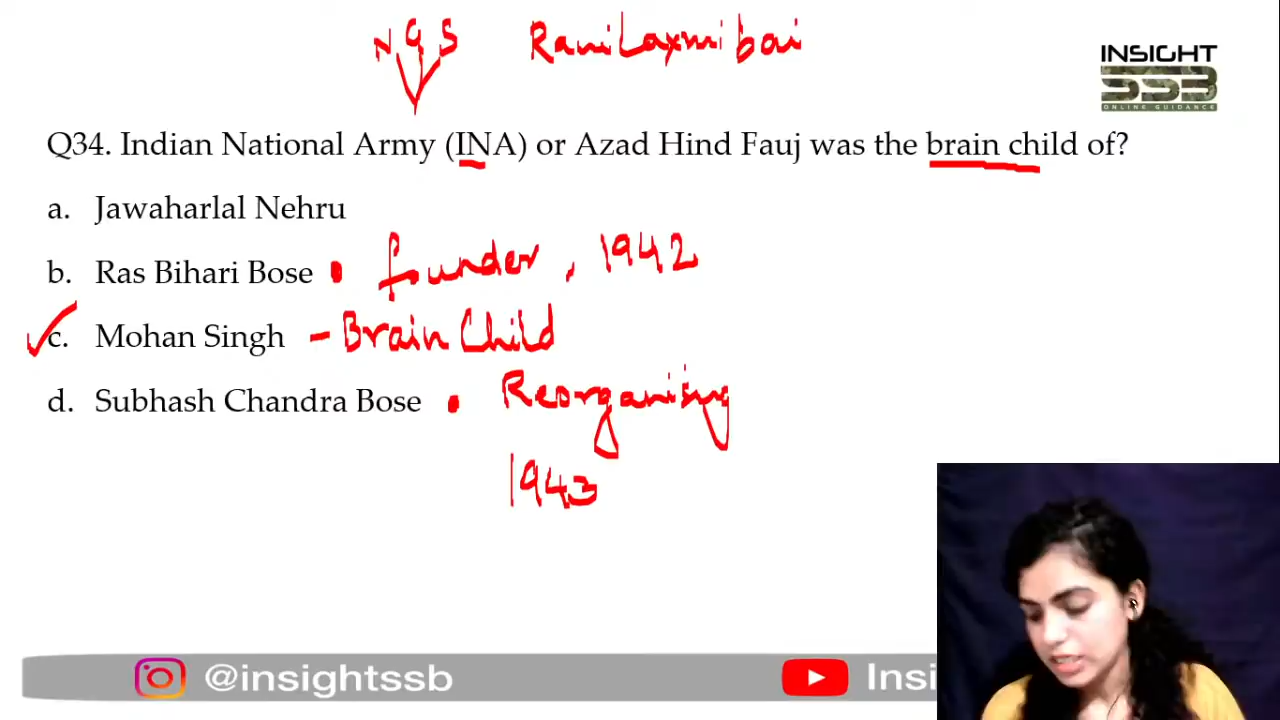 N G S Rani Laxmi bai
INSIGHT
SSB
ONLINE GUIDANCE
Q34. Indian National Army (INA) or Azad Hind Fauj was the brain child of?
a. Jawaharlal Nehru
b. Ras Bihari Bose • founder, 1942
c. Mohan Singh - Brain Child
d. Subhash Chandra Bose • Reorganising
1943
@insightssb Insi